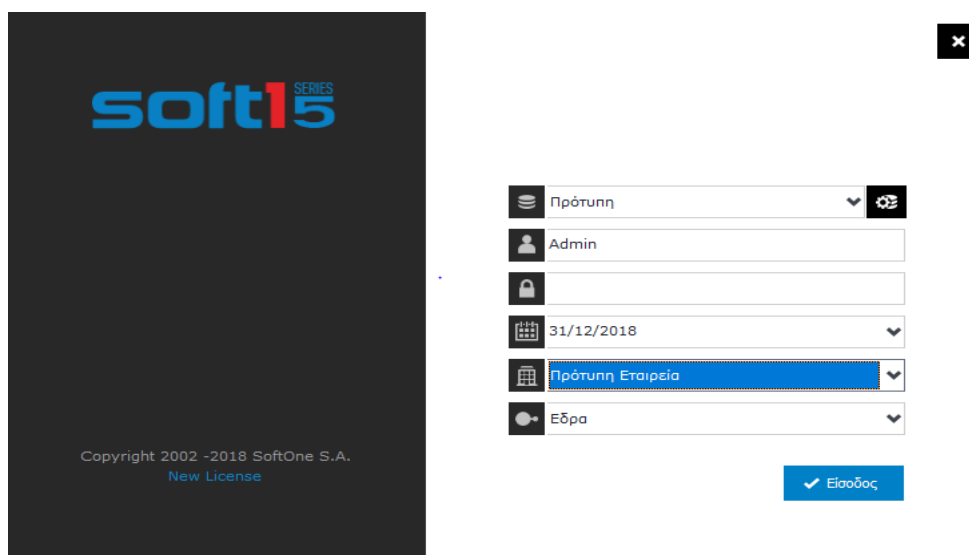 soft1 SERIES 5
Copyright 2002 -2018 SoftOne S.A.
New License
Πρότυπη
Admin
31/12/2018
Πρότυπη Εταιρεία
Εδρα
Είσοδος